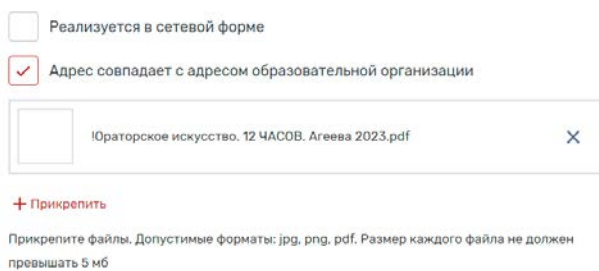 Реализуется в сетевой форме
Адрес совпадает с адресом образовательной организации
!Ораторское искусство. 12 ЧАСОВ. Агеева 2023.pdf
+ Прикрепить
Прикрепите файлы. Допустимые форматы: jpg, png, pdf. Размер каждого файла не должен
превышать 5 мб